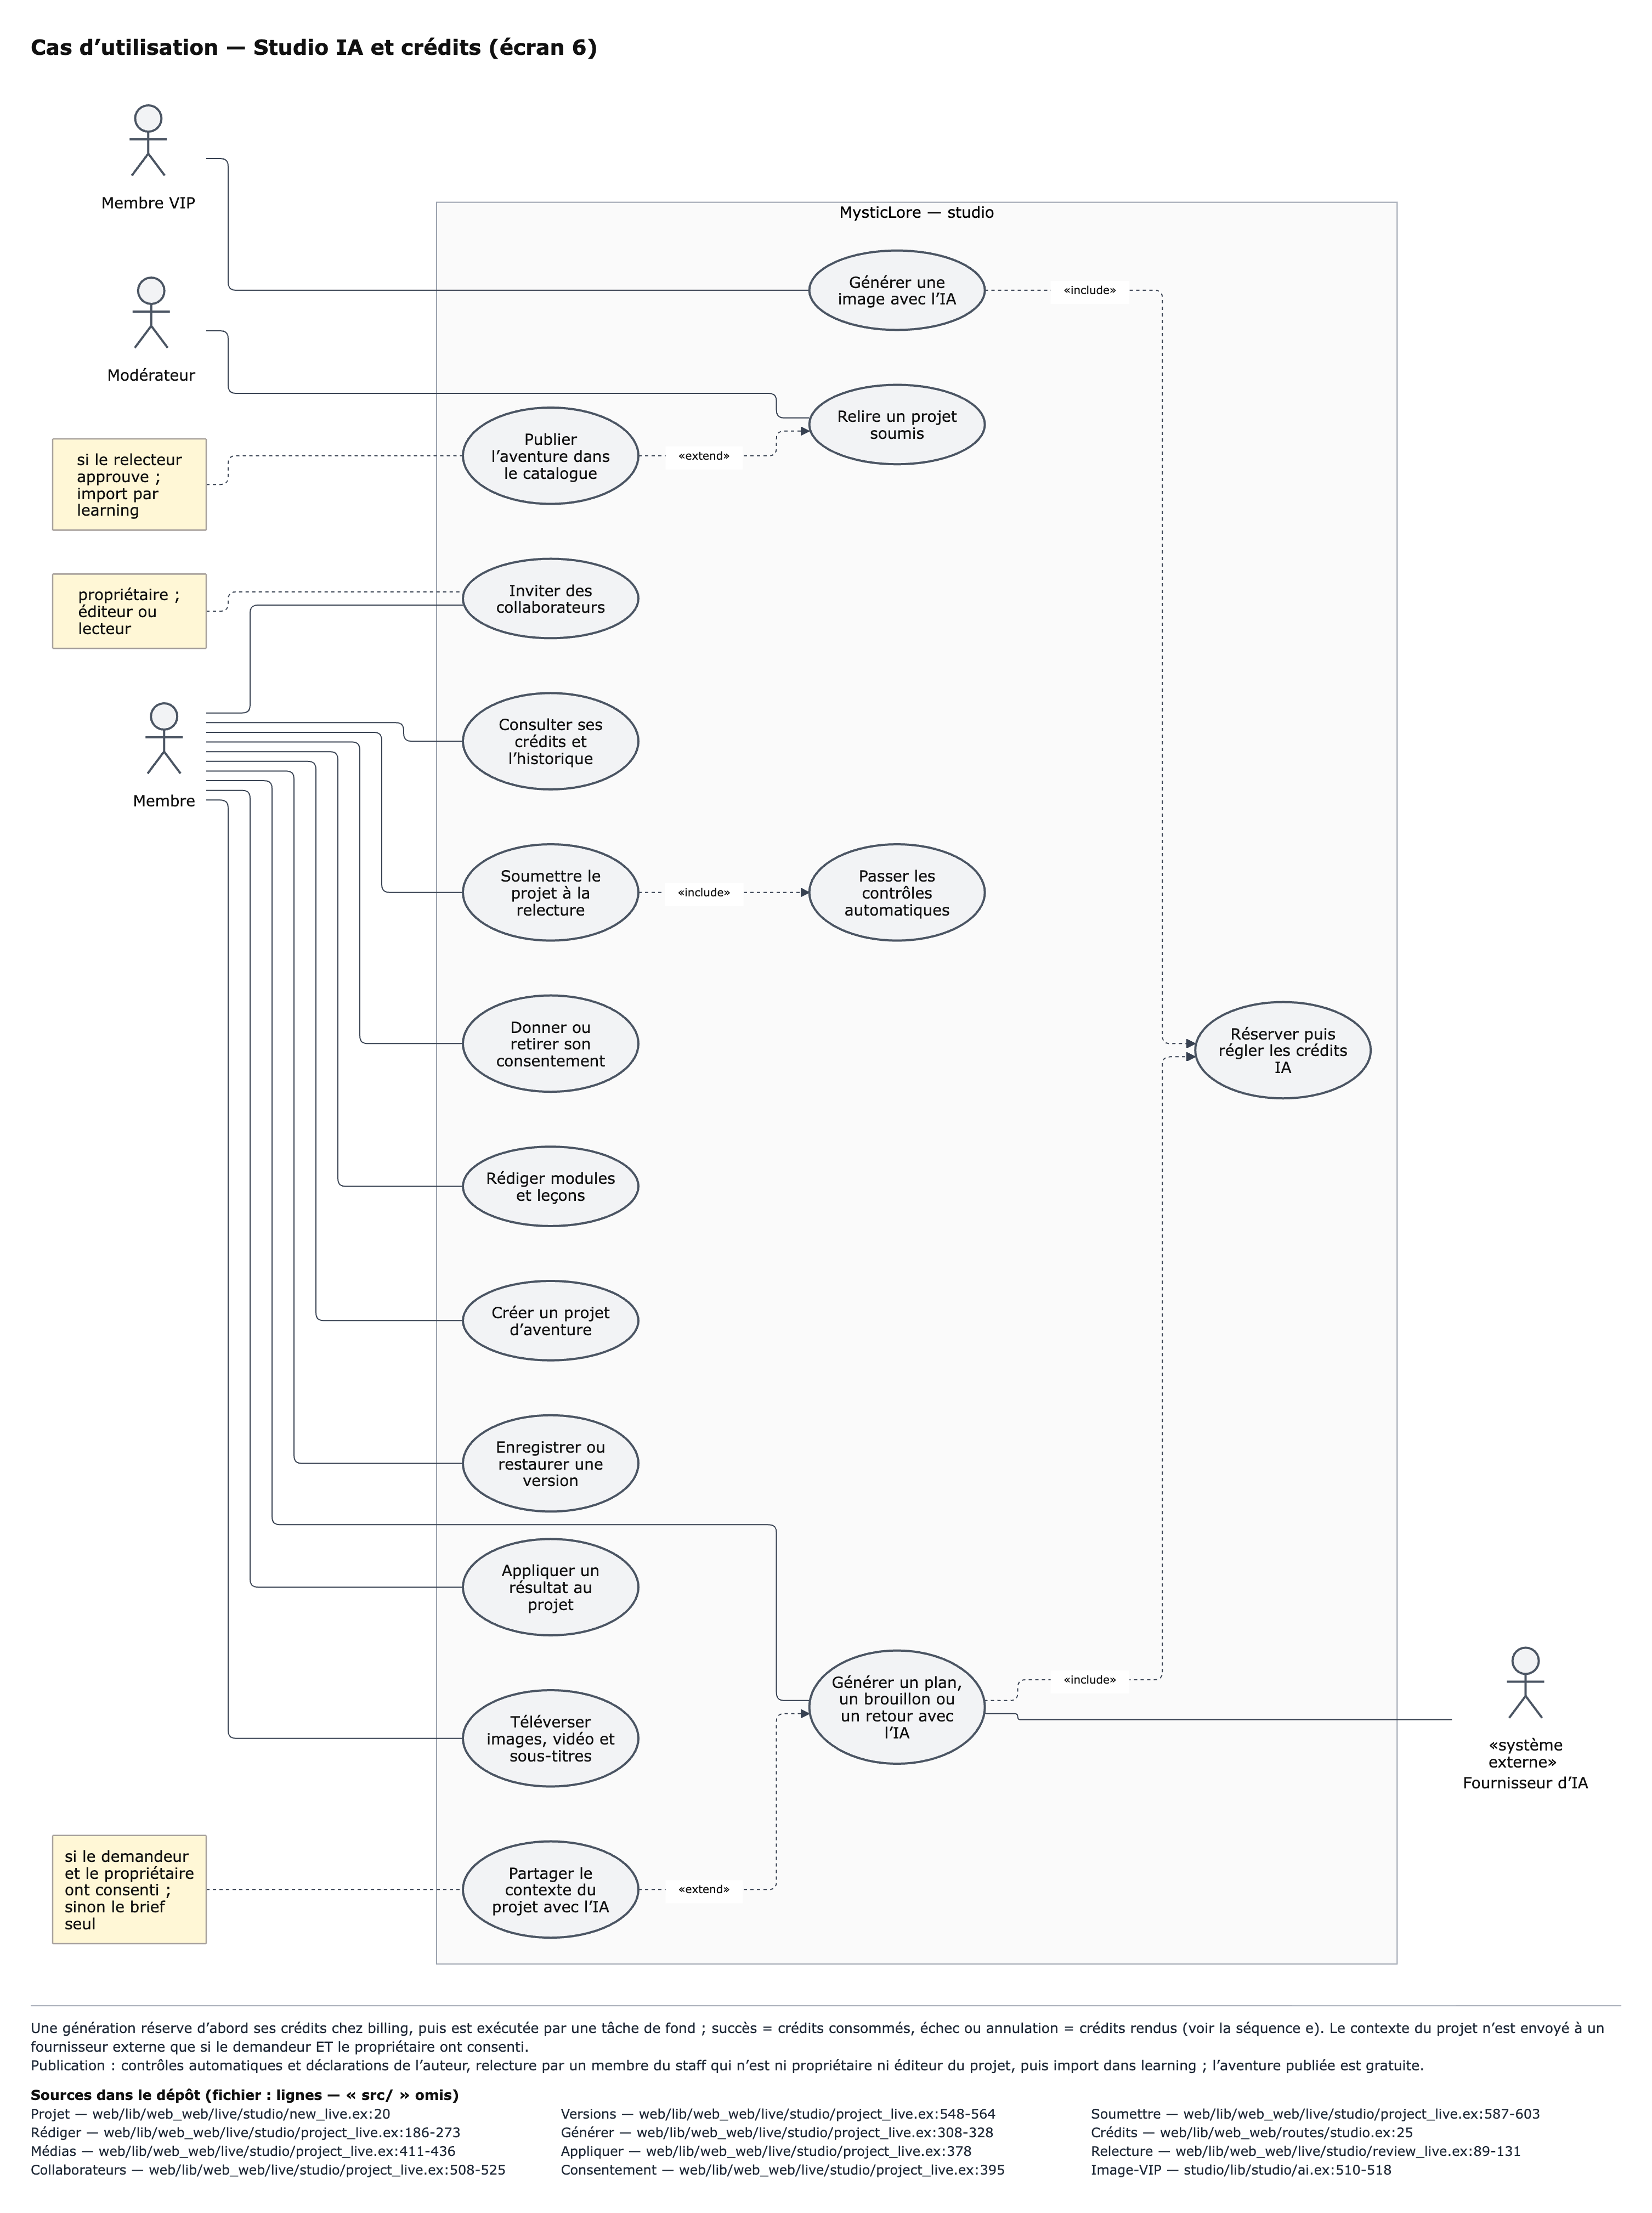 Cas d’utilisation — Studio IA et crédits (écran 6)
Membre VIP
MysticLore — studio
Générer une
image avec l’IA
«include»
Modérateur
Relire un projet
soumis
si le relecteur
approuve ;
import par
learning
Publier
l’aventure dans
le catalogue
«extend»
propriétaire ;
éditeur ou
lecteur
Inviter des
collaborateurs
Membre
Consulter ses
crédits et
l’historique
Soumettre le
projet à la
relecture
«include»
Passer les
contrôles
automatiques
Donner ou
retirer son
consentement
Réserver puis
régler les crédits
IA
Rédiger modules
et leçons
Créer un projet
d’aventure
Enregistrer ou
restaurer une
version
Appliquer un
résultat au
projet
Téléverser
images, vidéo et
sous-titres
Générer un plan,
un brouillon ou
un retour avec
l’IA
«include»
«système
externe»
Fournisseur d’IA
si le demandeur
et le propriétaire
ont consenti ;
sinon le brief
seul
Partager le
contexte du
projet avec l’IA
«extend»
Une génération réserve d’abord ses crédits chez billing, puis est exécutée par une tâche de fond ; succès = crédits consommés, échec ou annulation = crédits rendus (voir la séquence e). Le contexte du projet n’est envoyé à un
fournisseur externe que si le demandeur ET le propriétaire ont consenti.
Publication : contrôles automatiques et déclarations de l’auteur, relecture par un membre du staff qui n’est ni propriétaire ni éditeur du projet, puis import dans learning ; l’aventure publiée est gratuite.
Sources dans le dépôt (fichier : lignes — « src/ » omis)
Projet — web/lib/web_web/live/studio/new_live.ex:20
Rédiger — web/lib/web_web/live/studio/project_live.ex:186-273
Médias — web/lib/web_web/live/studio/project_live.ex:411-436
Collaborateurs — web/lib/web_web/live/studio/project_live.ex:508-525
Versions — web/lib/web_web/live/studio/project_live.ex:548-564
Générer — web/lib/web_web/live/studio/project_live.ex:308-328
Appliquer — web/lib/web_web/live/studio/project_live.ex:378
Consentement — web/lib/web_web/live/studio/project_live.ex:395
Soumettre — web/lib/web_web/live/studio/project_live.ex:587-603
Crédits — web/lib/web_web/routes/studio.ex:25
Relecture — web/lib/web_web/live/studio/review_live.ex:89-131
Image-VIP — studio/lib/studio/ai.ex:510-518